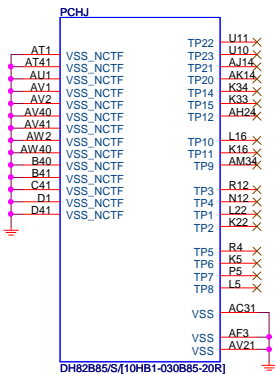 PCHJ
AT1 VSS_NCTF
AT41 VSS_NCTF
AU1 VSS_NCTF
AV1 VSS_NCTF
AV2 VSS_NCTF
AV40 VSS_NCTF
AV41 VSS_NCTF
AW2 VSS_NCTF
AW40 VSS_NCTF
B40 VSS_NCTF
B41 VSS_NCTF
C41 VSS_NCTF
D1 VSS_NCTF
D41 VSS_NCTF
TP22 U11
TP23 U10
TP21 AJ14
TP20 AK14
TP14 K34
TP15 K33
TP12 AH24
TP10 L16
TP11 K16
TP9 AM34
TP3 R12
TP4 N12
TP1 L22
TP2 K22
TP5 R4
TP6 K5
TP7 P5
TP8 L5
VSS AC31
VSS AF3
VSS AV21
DH82B85/S/[10HB1-030B85-20R]